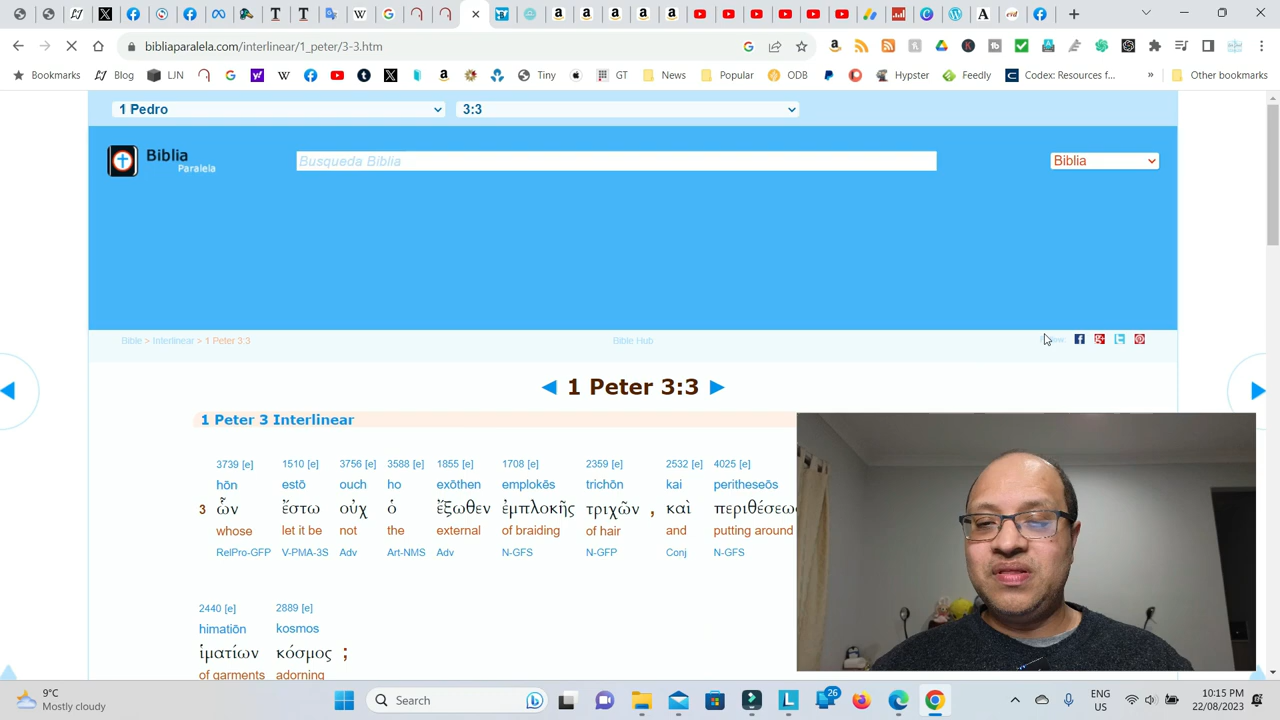 bibliaparalela.com/interlinear/1_peter/3-3.htm
Bookmarks Blog LJN Tiny GT News Popular ODB Hypster Feedly Codex: Resources f... » Other bookmarks
1 Pedro 3:3
Biblia
Paralela
Busqueda Biblia
Biblia
Bible > Interlinear > 1 Peter 3:3 Bible Hub
◄ 1 Peter 3:3 ►
1 Peter 3 Interlinear
3739 [e] 1510 [e] 3756 [e] 3588 [e] 1855 [e] 1708 [e] 2359 [e] 2532 [e] 4025 [e]
hōn estō ouch ho exōthen emplokēs trichōn kai peritheseōs
3 ὧν ἔστω οὐχ ὁ ἔξωθεν ἐμπλοκῆς τριχῶν , καὶ περιθέσεως
whose let it be not the external of braiding of hair and putting around
RelPro-GFP V-PMA-3S Adv Art-NMS Adv N-GFS N-GFP Conj N-GFS
2440 [e] 2889 [e]
himatiōn kosmos
ἱματίων κόσμος ;
of garments adorning
9°C
Mostly cloudy
Search
26
ENG
US
10:15 PM
22/08/2023